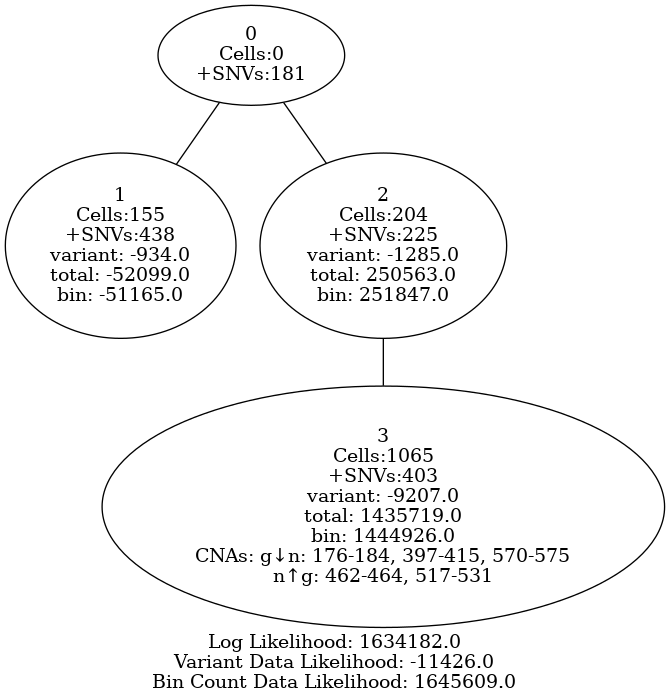 0
Cells:0
+SNVs:181
1
Cells:155
+SNVs:438
variant: -934.0
total: -52099.0
bin: -51165.0
2
Cells:204
+SNVs:225
variant: -1285.0
total: 250563.0
bin: 251847.0
3
Cells:1065
+SNVs:403
variant: -9207.0
total: 1435719.0
bin: 1444926.0
CNAs: g↓n: 176-184, 397-415, 570-575
n↑g: 462-464, 517-531
Log Likelihood: 1634182.0
Variant Data Likelihood: -11426.0
Bin Count Data Likelihood: 1645609.0